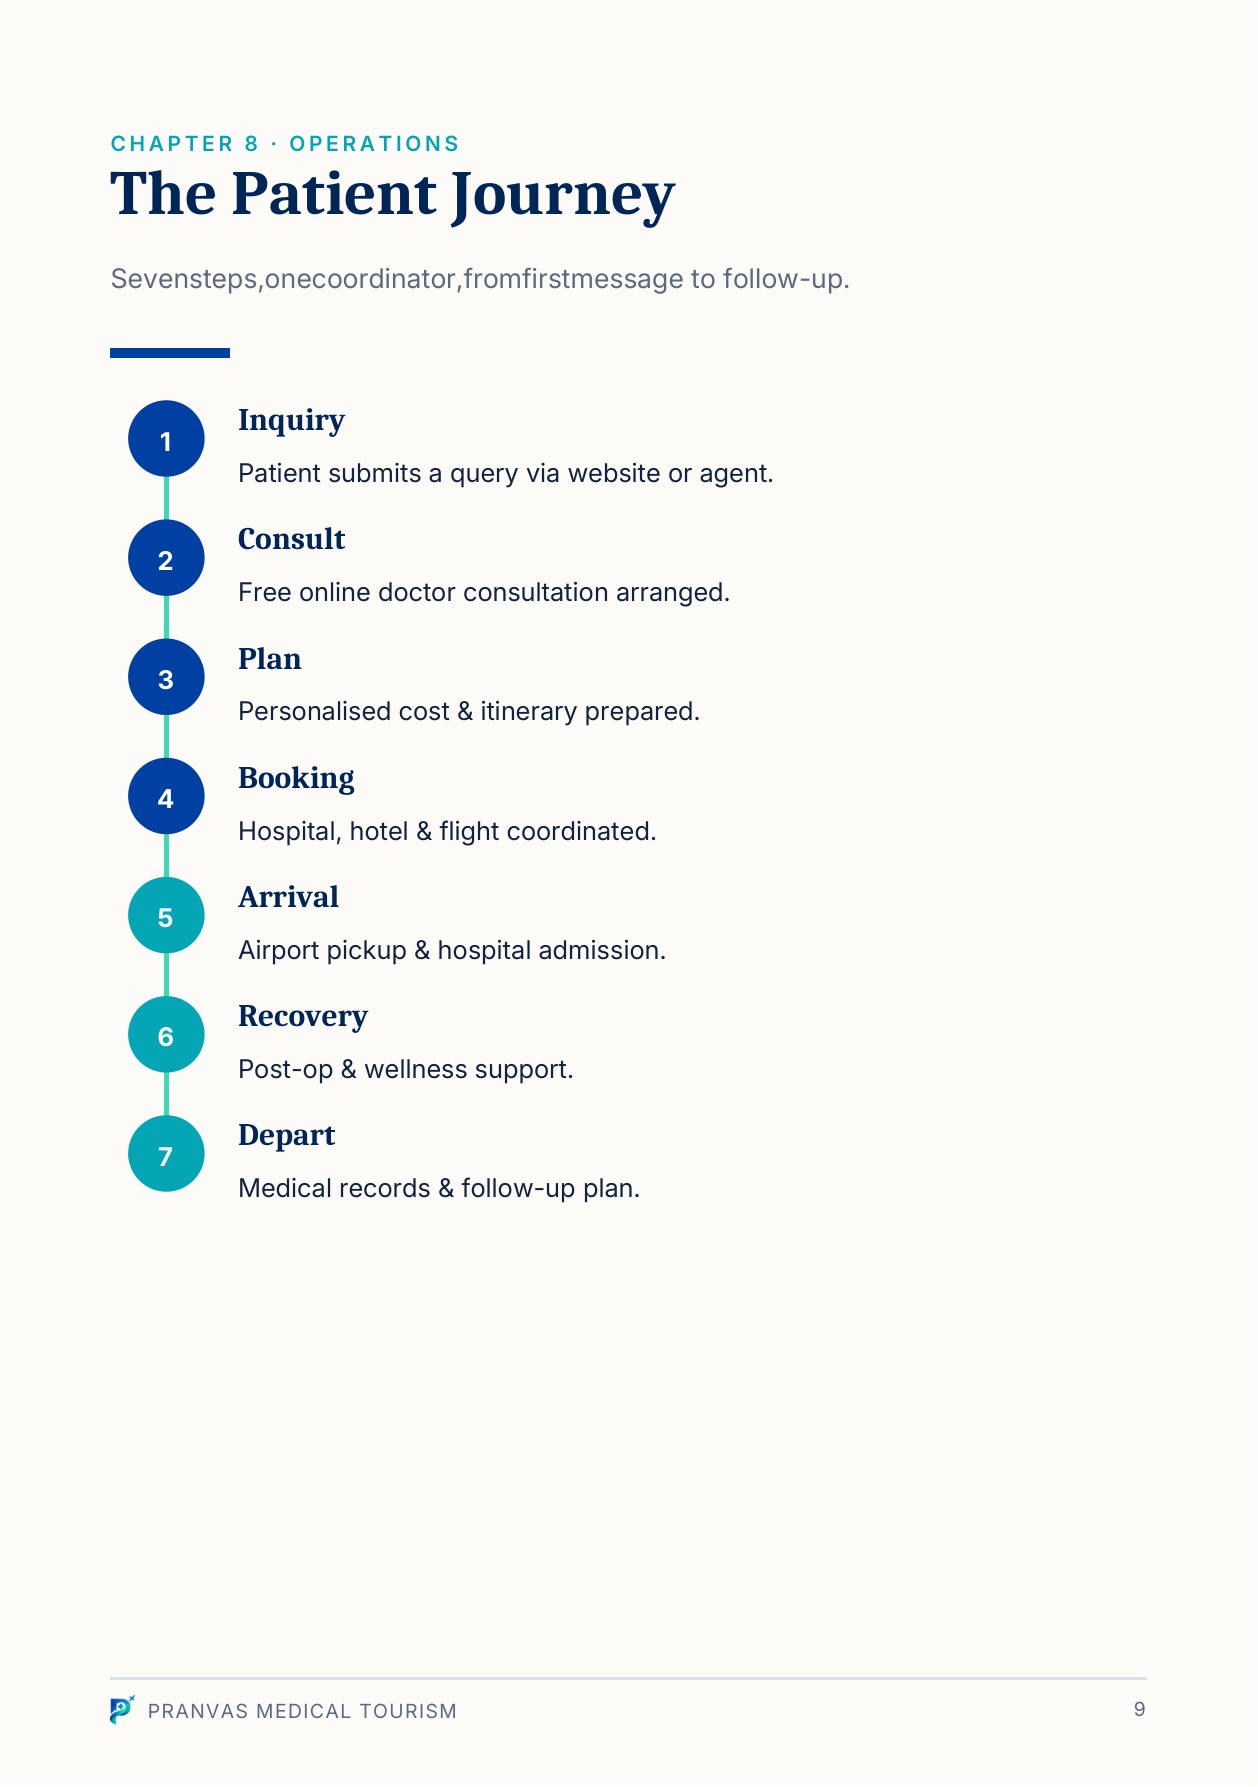 CHAPTER 8 · OPERATIONS
The Patient Journey
Sevensteps,onecoordinator,fromfirstmessage to follow-up.
1
Inquiry
Patient submits a query via website or agent.
2
Consult
Free online doctor consultation arranged.
3
Plan
Personalised cost & itinerary prepared.
4
Booking
Hospital, hotel & flight coordinated.
5
Arrival
Airport pickup & hospital admission.
6
Recovery
Post-op & wellness support.
7
Depart
Medical records & follow-up plan.
PRANVAS MEDICAL TOURISM
9